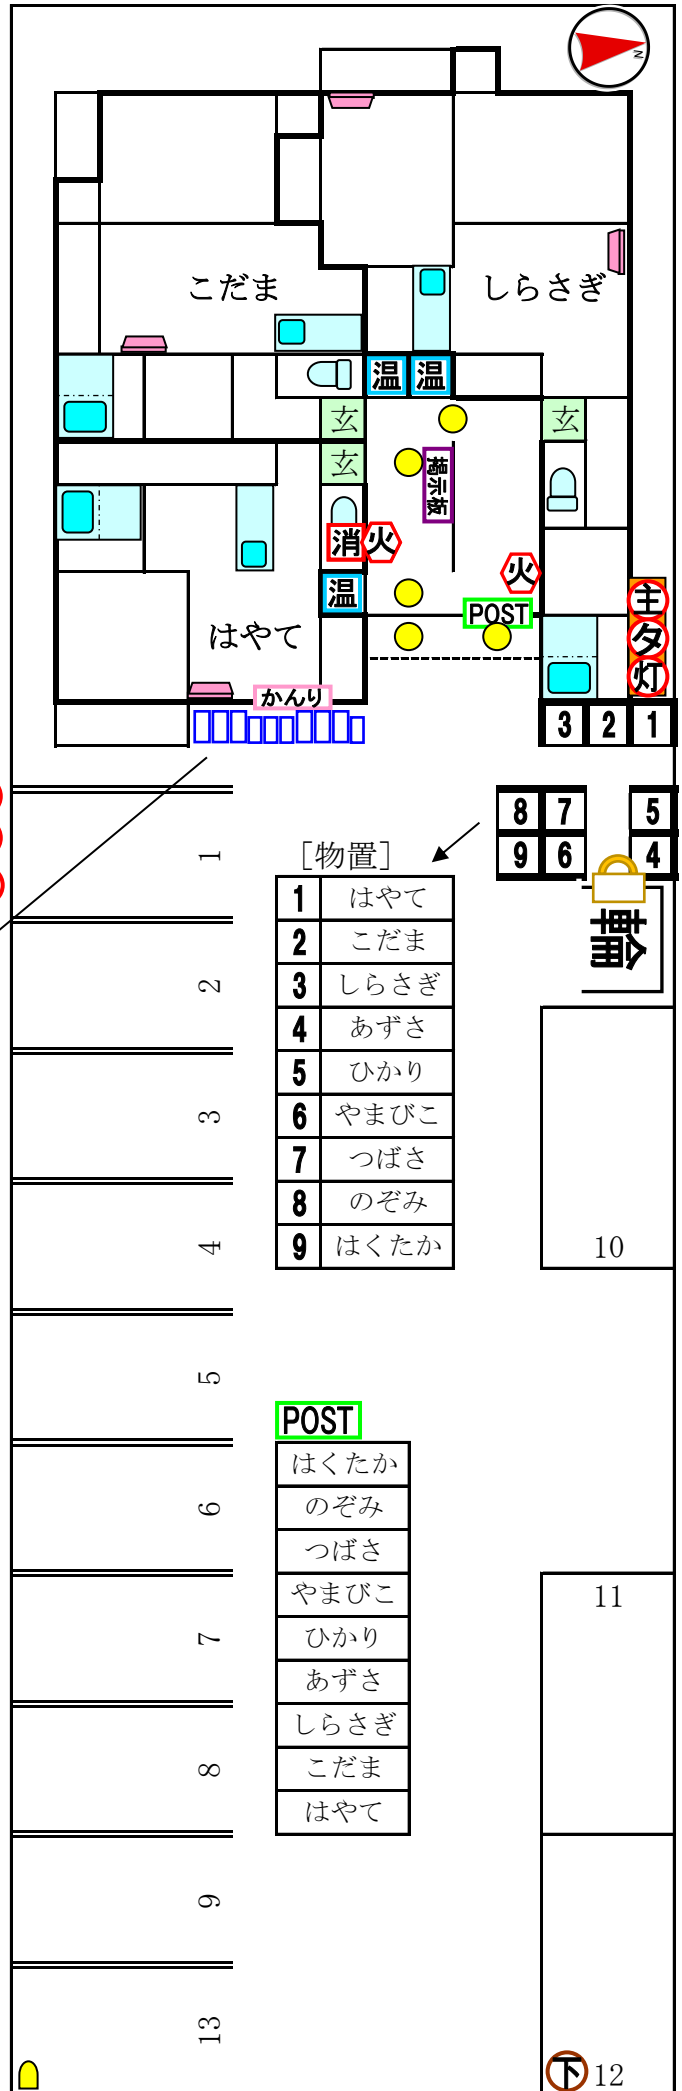 N
こだま
しらさぎ
温 温
玄 玄
玄
掲示板
消 火
火
温
POST
主
タ
灯
はやて
かんり
3 2 1
8 7 5
9 6 4
輪
[物置]
1 はやて
2 こだま
3 しらさぎ
4 あずさ
5 ひかり
6 やまびこ
7 つばさ
8 のぞみ
9 はくたか
1
2
3
4
10
5
POST
はくたか
のぞみ
つばさ
やまびこ
ひかり
あずさ
しらさぎ
こだま
はやて
6
11
7
8
9
13
下 12